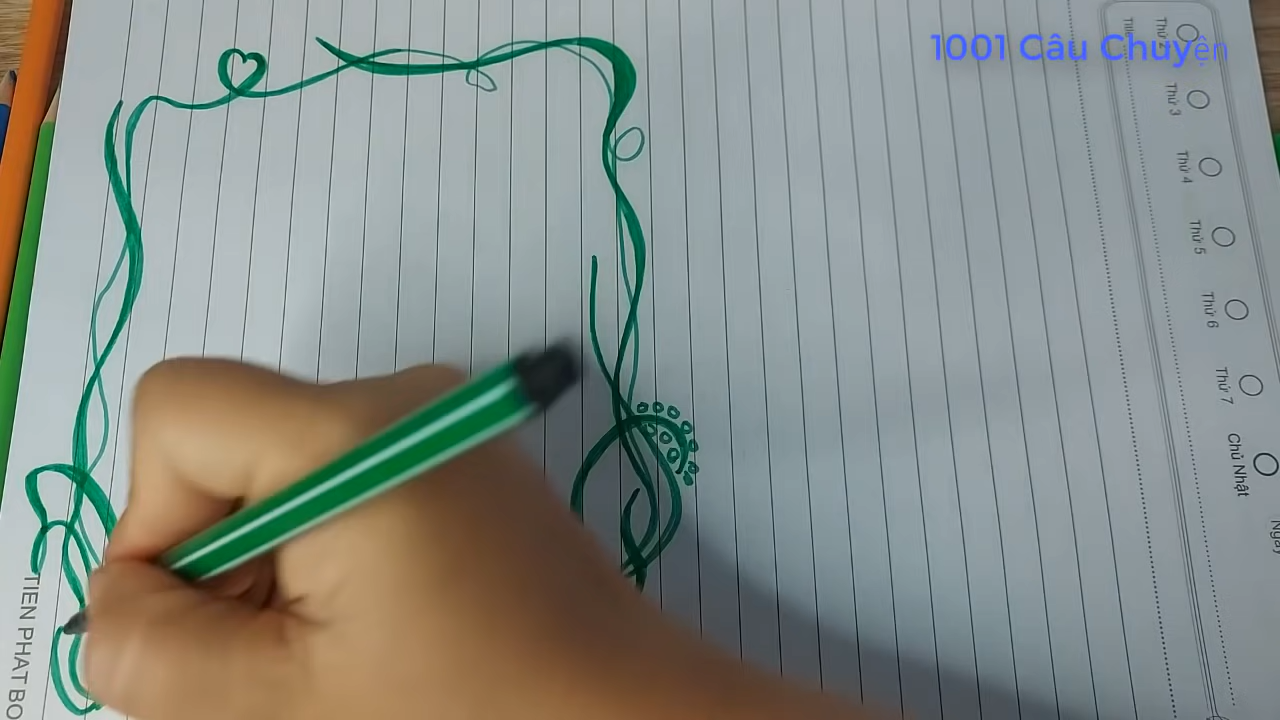 1001 Câu Chuyện
Thứ 3
Thứ 4
Thứ 5
Thứ 6
Thứ 7
Chủ Nhật
TIEN PHAT BO